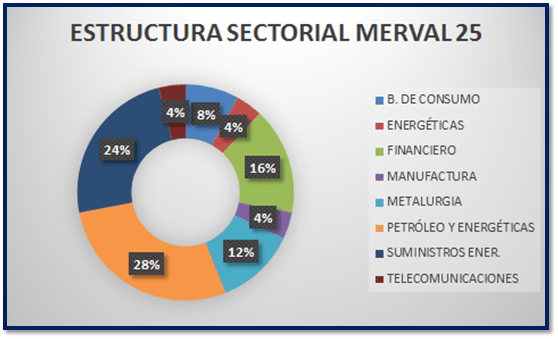 ESTRUCTURA SECTORIAL MERVAL 25
4%
8%
4%
24%
16%
4%
12%
28%
B. DE CONSUMO
ENERGÉTICAS
FINANCIERO
MANUFACTURA
METALURGIA
PETRÓLEO Y ENERGÉTICAS
SUMINISTROS ENER.
TELECOMUNICACIONES